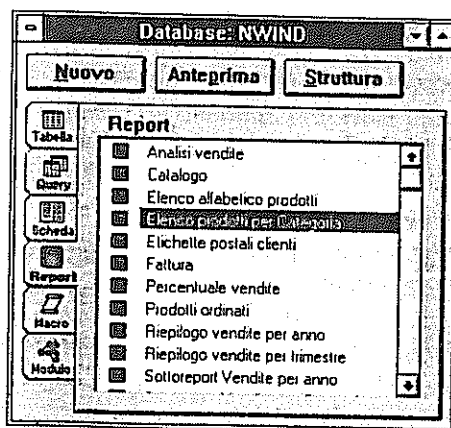 Database: NWIND
Nuovo Anteprima Struttura
Tabella
Query
Scheda
Report
Macro
Modulo
Report
Analisi vendite
Catalogo
Elenco alfabetico prodotti
Elenco prodotti per Categoria
Etichette postali clienti
Fattura
Percentuale vendite
Prodotti ordinati
Riepilogo vendite per anno
Riepilogo vendite per trimestre
Sottoreport Vendite per anno